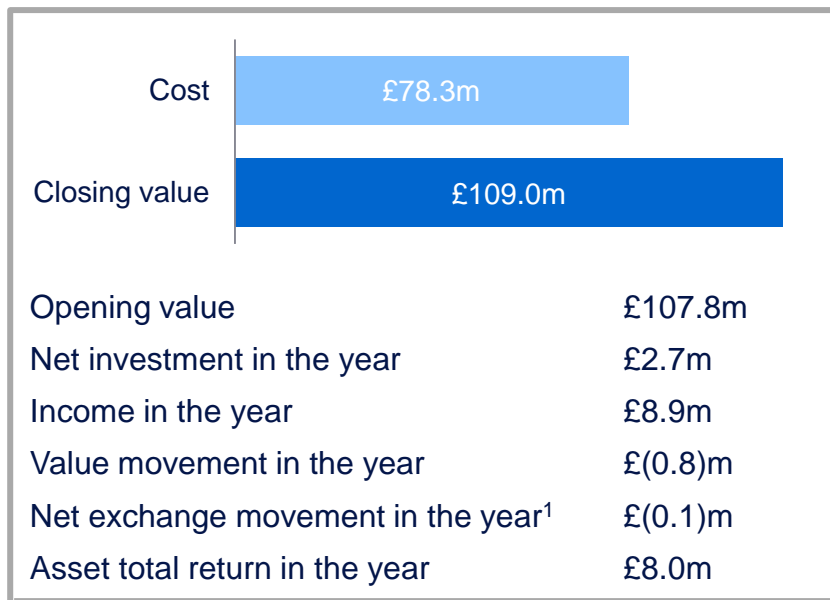 Cost £78.3m
Closing value £109.0m
Opening value £107.8m
Net investment in the year £2.7m
Income in the year £8.9m
Value movement in the year £(0.8)m
Net exchange movement in the year¹ £(0.1)m
Asset total return in the year £8.0m